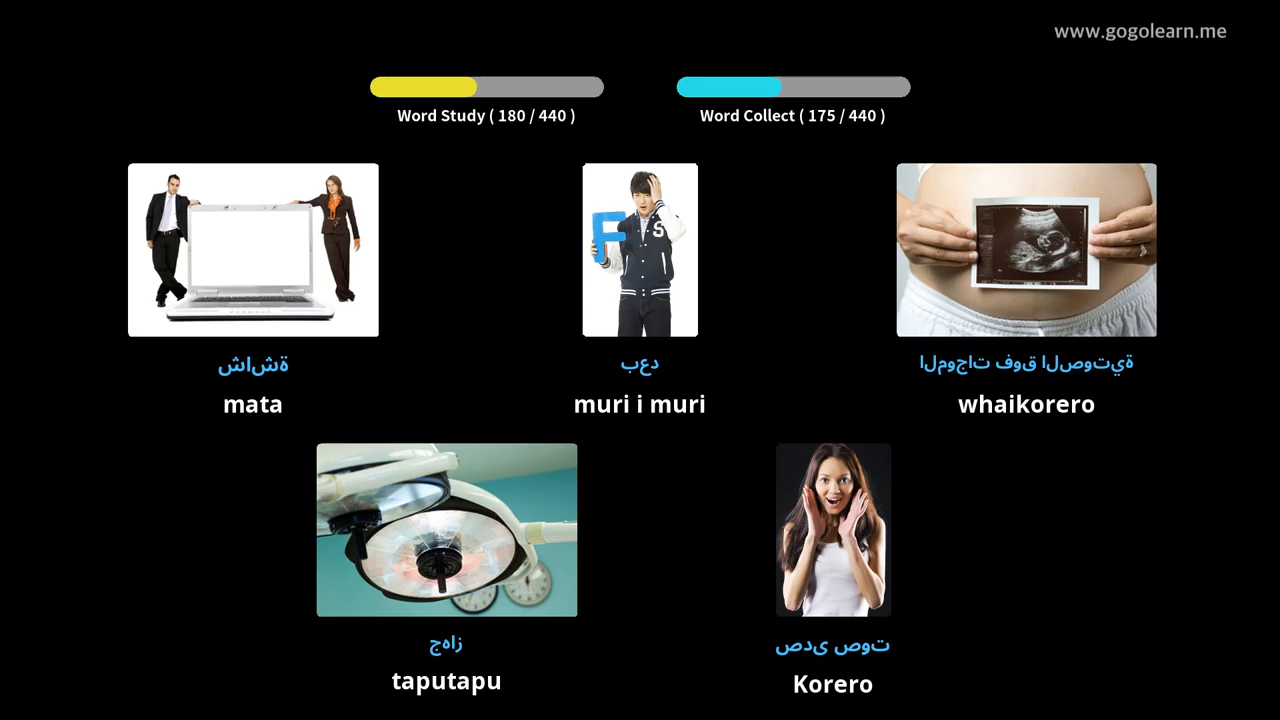 www.gogolearn.me
Word Study ( 180 / 440 )
Word Collect ( 175 / 440 )
شاشة
mata
بعد
muri i muri
الموجات فوق الصوتية
whaikorero
جهاز
taputapu
صدى صوت
Korero